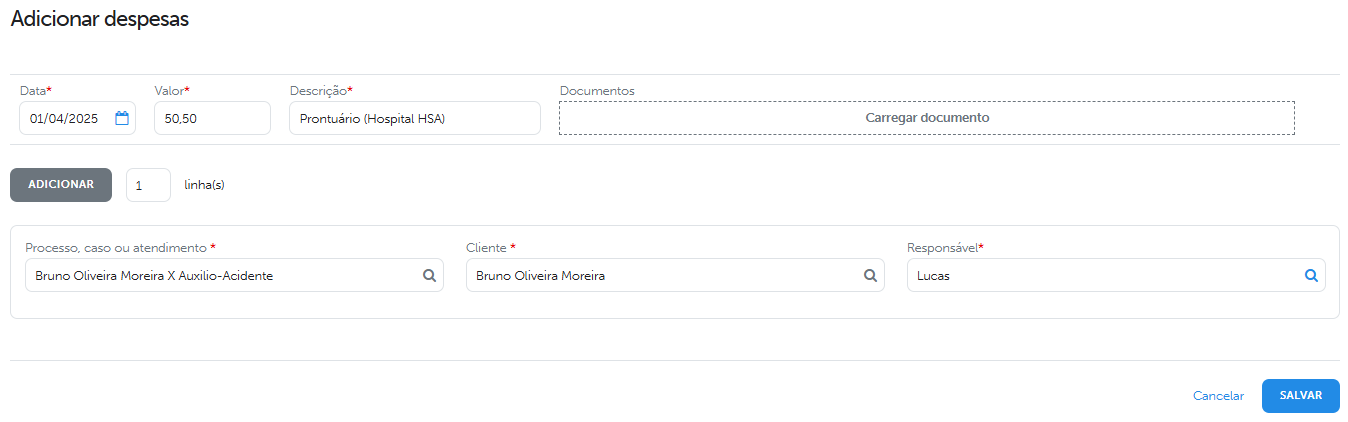 Adicionar despesas
Data* Valor* Descrição* Documentos
01/04/2025 50,50 Prontuário (Hospital HSA) Carregar documento
ADICIONAR 1 linha(s)
Processo, caso ou atendimento * Cliente * Responsável*
Bruno Oliveira Moreira X Auxilio-Acidente Bruno Oliveira Moreira Lucas
Cancelar SALVAR